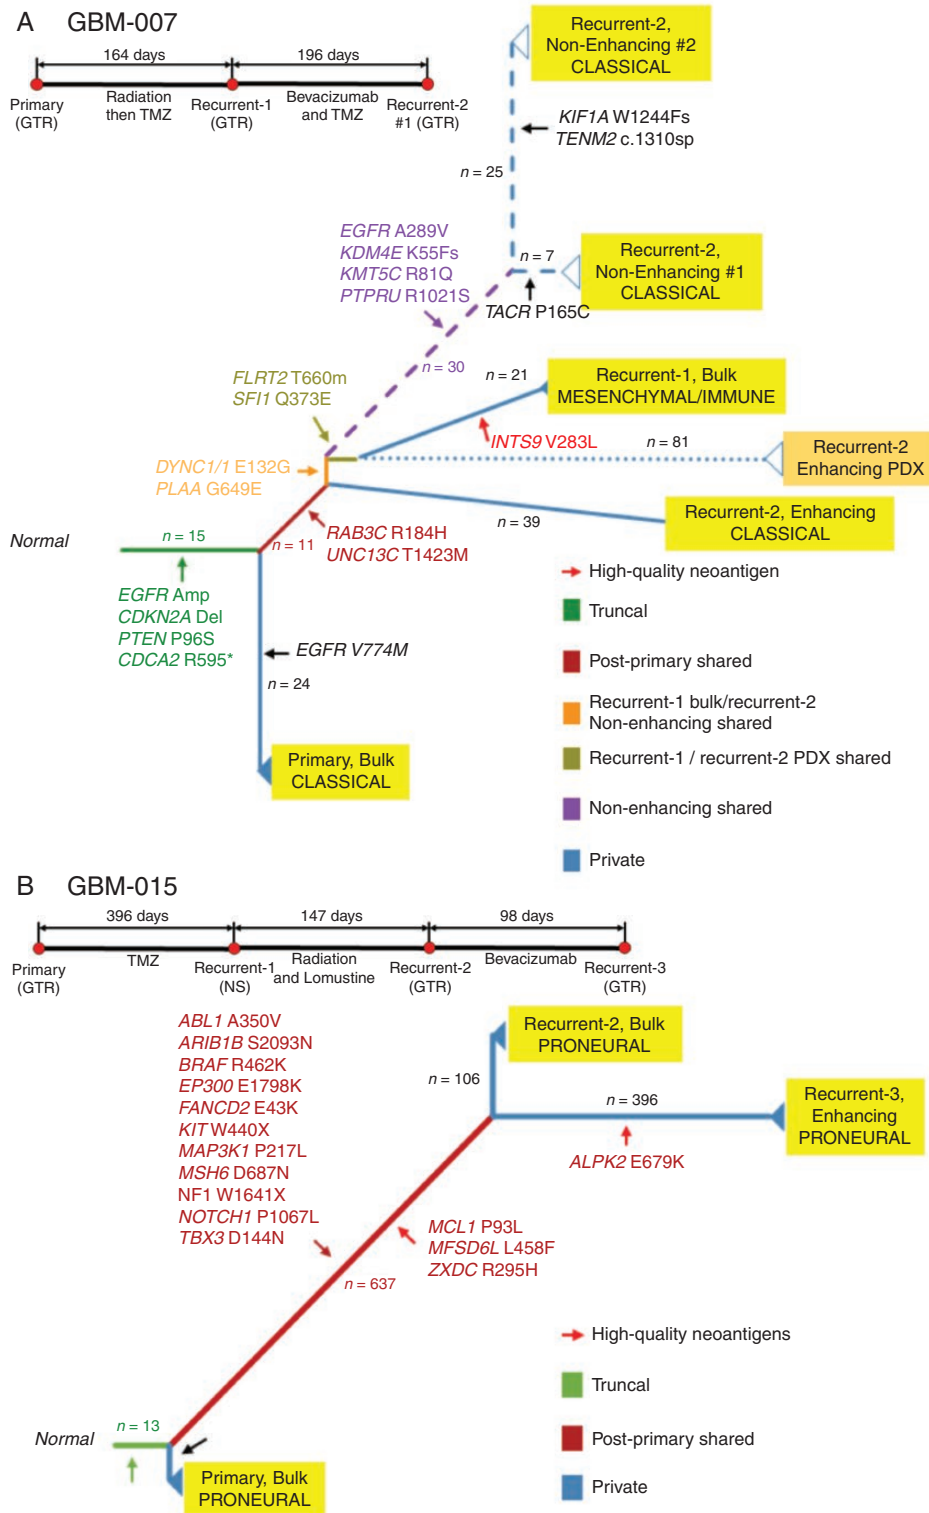 A GBM-007
164 days 196 days
Primary (GTR)
Radiation then TMZ
Recurrent-1 (GTR)
Bevacizumab and TMZ
Recurrent-2 #1 (GTR)
Recurrent-2,
Non-Enhancing #2
CLASSICAL
KIF1A W1244Fs
TENM2 c.1310sp
n = 25
EGFR A289V
KDM4E K55Fs
KMT5C R81Q
PTPRU R1021S
n = 7
Recurrent-2,
Non-Enhancing #1
CLASSICAL
TACR P165C
n = 30
FLRT2 T660m
SFI1 Q373E
n = 21
Recurrent-1, Bulk
MESENCHYMAL/IMMUNE
INTS9 V283L
n = 81
Recurrent-2
Enhancing PDX
DYNC1/1 E132G
PLAA G649E
n = 39
Recurrent-2, Enhancing
CLASSICAL
Normal
n = 15
n = 11
RAB3C R184H
UNC13C T1423M
EGFR Amp
CDKN2A Del
PTEN P96S
CDCA2 R595*
EGFR V774M
n = 24
Primary, Bulk
CLASSICAL
High-quality neoantigen
Truncal
Post-primary shared
Recurrent-1 bulk/recurrent-2
Non-enhancing shared
Recurrent-1 / recurrent-2 PDX shared
Non-enhancing shared
Private
B GBM-015
396 days 147 days 98 days
Primary (GTR)
TMZ
Recurrent-1 (NS)
Radiation and Lomustine
Recurrent-2 (GTR)
Bevacizumab
Recurrent-3 (GTR)
ABL1 A350V
ARIB1B S2093N
BRAF R462K
EP300 E1798K
FANCD2 E43K
KIT W440X
MAP3K1 P217L
MSH6 D687N
NF1 W1641X
NOTCH1 P1067L
TBX3 D144N
Recurrent-2, Bulk
PRONEURAL
n = 106
n = 396
Recurrent-3,
Enhancing
PRONEURAL
ALPK2 E679K
MCL1 P93L
MFSD6L L458F
ZXDC R295H
n = 637
Normal
n = 13
Primary, Bulk
PRONEURAL
High-quality neoantigens
Truncal
Post-primary shared
Private